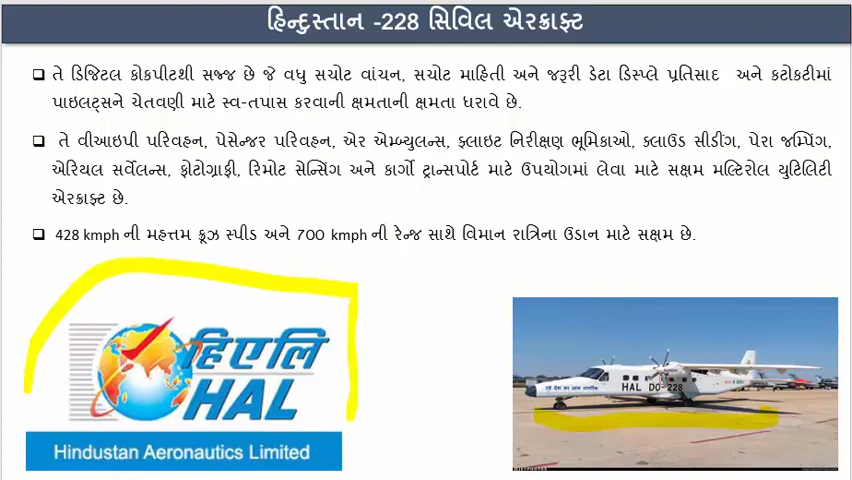 હિન્દુસ્તાન -228 સિવિલ એરક્રાફ્ટ
❑ તે ડિજિટલ કોકપીટથી સજ્જ છે જે વધુ સચોટ વાંચન, સચોટ માહિતી અને જરૂરી ડેટા ડિસ્પ્લે પ્રતિસાદ અને કટોકટીમાં
પાઇલટ્સને ચેતવણી માટે સ્વ-તપાસ કરવાની ક્ષમતાની ક્ષમતા ધરાવે છે.
❑ તે વીઆઇપી પરિવહન, પેસેન્જર પરિવહન, એર એમ્બ્યુલન્સ, ફ્લાઇટ નિરીક્ષણ ભૂમિકાઓ, ક્લાઉડ સીડીંગ, પેરા જમ્પિંગ,
એરિયલ સર્વેલન્સ, ફોટોગ્રાફી, રિમોટ સેન્સિંગ અને કાર્ગો ટ્રાન્સપોર્ટ માટે ઉપયોગમાં લેવા માટે સક્ષમ મલ્ટિરોલ યુટિલિટી
એરક્રાફ્ટ છે.
❑ 428 kmph ની મહત્તમ ક્રૂઝ સ્પીડ અને 700 kmph ની રેન્જ સાથે વિમાન રાત્રિના ઉડાન માટે સક્ષમ છે.
हिएलि
HAL
Hindustan Aeronautics Limited
HAL DO-228